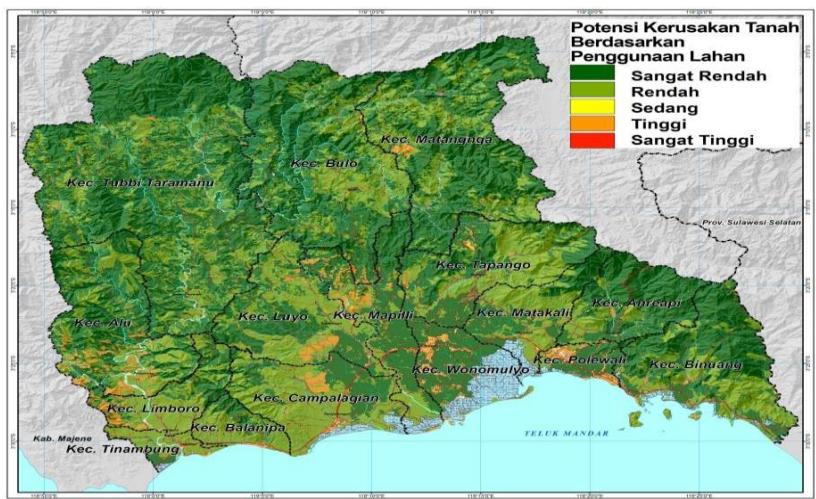 Potensi Kerusakan Tanah
Berdasarkan
Penggunaan Lahan
Sangat Rendah
Rendah
Sedang
Tinggi
Sangat Tinggi
Kec. Matangnga
Kec. Bulo
Kec. Tubbi Taramanu
Prov. Sulawesi Selatan
Kec. Tapango
Kec. Anreapi
Kec. Alu
Kec. Luyo
Kec. Mapilli
Kec. Matakali
Kec. Polewali
Kec. Binuang
Kec. Wonomulyo
Kec. Campalagian
Kec. Limboro
Kec. Balanipa
TELUK MANDAR
Kab. Majene
Kec. Tinambung